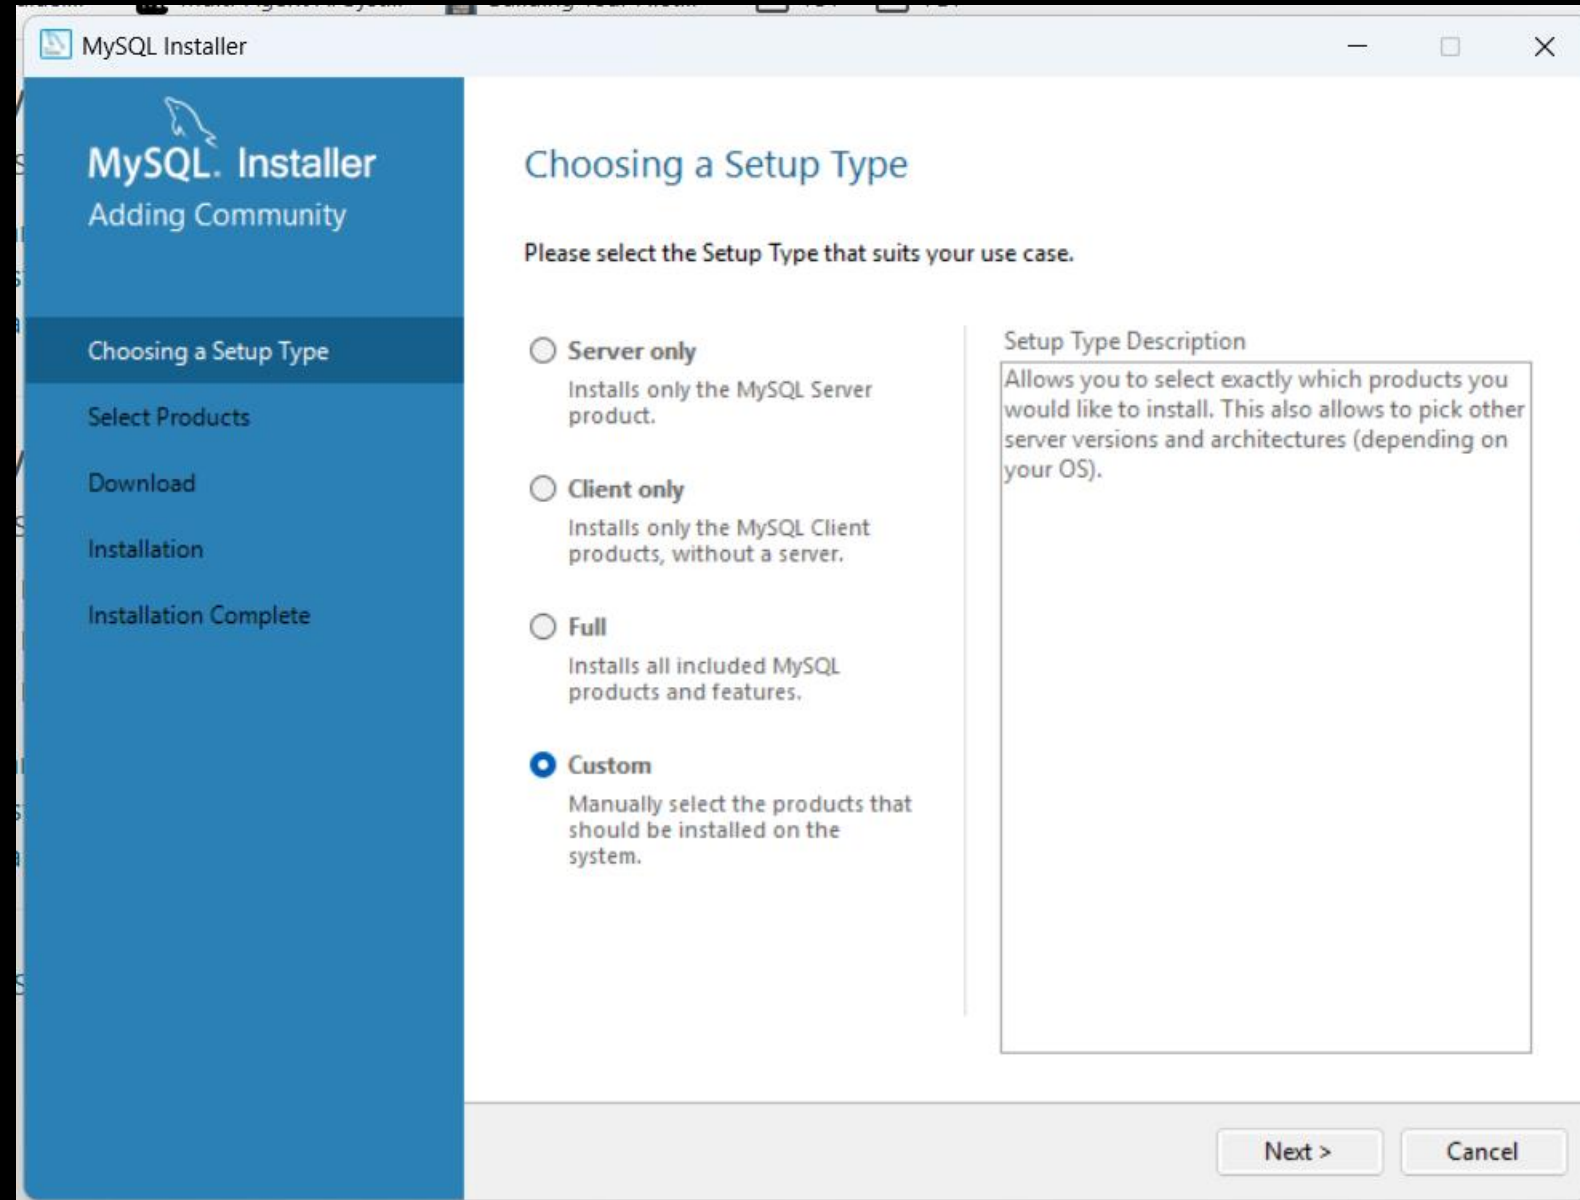 MySQL Installer
MySQL. Installer
Adding Community
Choosing a Setup Type
Select Products
Download
Installation
Installation Complete
Choosing a Setup Type
Please select the Setup Type that suits your use case.
Server only
Installs only the MySQL Server
product.
Client only
Installs only the MySQL Client
products, without a server.
Full
Installs all included MySQL
products and features.
Custom
Manually select the products that
should be installed on the
system.
Setup Type Description
Allows you to select exactly which products you
would like to install. This also allows to pick other
server versions and architectures (depending on
your OS).
Next >
Cancel